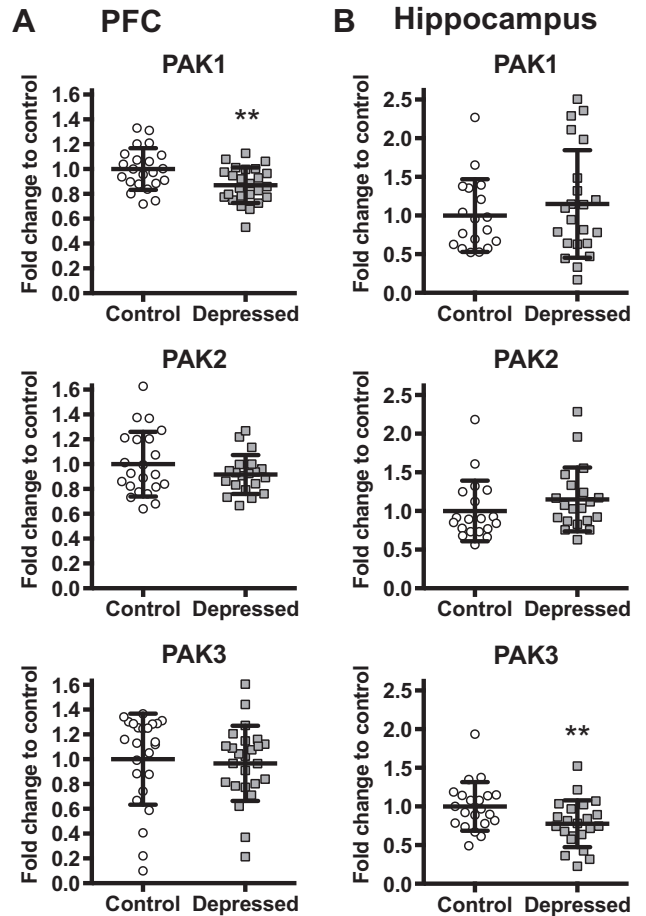 A PFC
PAK1
Fold change to control
1.6
1.4
1.2
1.0
0.8
0.6
0.4
0.2
0.0
**
Control Depressed
PAK2
Fold change to control
1.6
1.4
1.2
1.0
0.8
0.6
0.4
0.2
0.0
Control Depressed
PAK3
Fold change to control
1.6
1.4
1.2
1.0
0.8
0.6
0.4
0.2
0.0
Control Depressed
B Hippocampus
PAK1
Fold change to control
2.5
2.0
1.5
1.0
0.5
0.0
Control Depressed
PAK2
Fold change to control
2.5
2.0
1.5
1.0
0.5
0.0
Control Depressed
PAK3
Fold change to control
2.5
2.0
1.5
1.0
0.5
0.0
**
Control Depressed